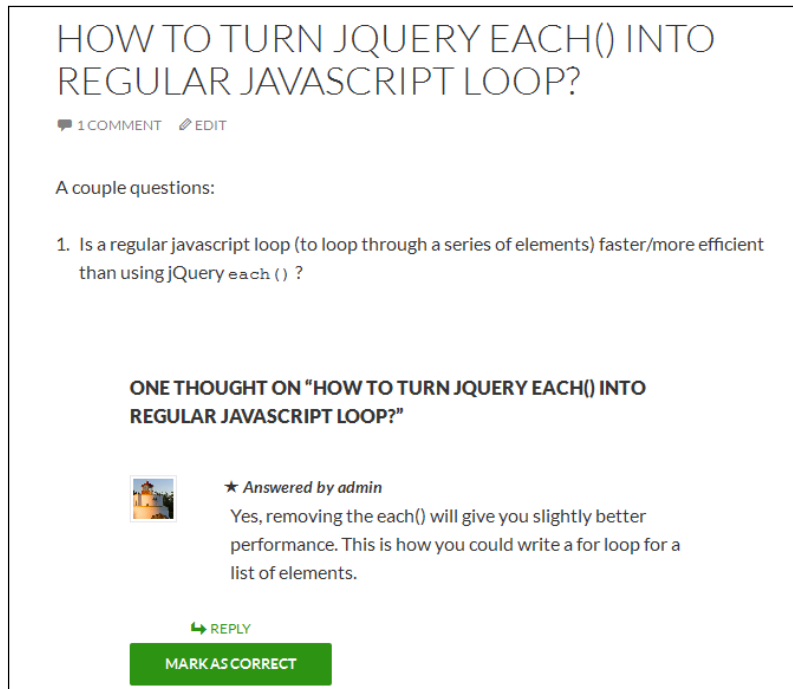 HOW TO TURN JQUERY EACH() INTO
REGULAR JAVASCRIPT LOOP?
1 COMMENT EDIT
A couple questions:
1. Is a regular javascript loop (to loop through a series of elements) faster/more efficient
than using jQuery each() ?
ONE THOUGHT ON “HOW TO TURN JQUERY EACH() INTO
REGULAR JAVASCRIPT LOOP?”
★ Answered by admin
Yes, removing the each() will give you slightly better
performance. This is how you could write a for loop for a
list of elements.
REPLY
MARK AS CORRECT